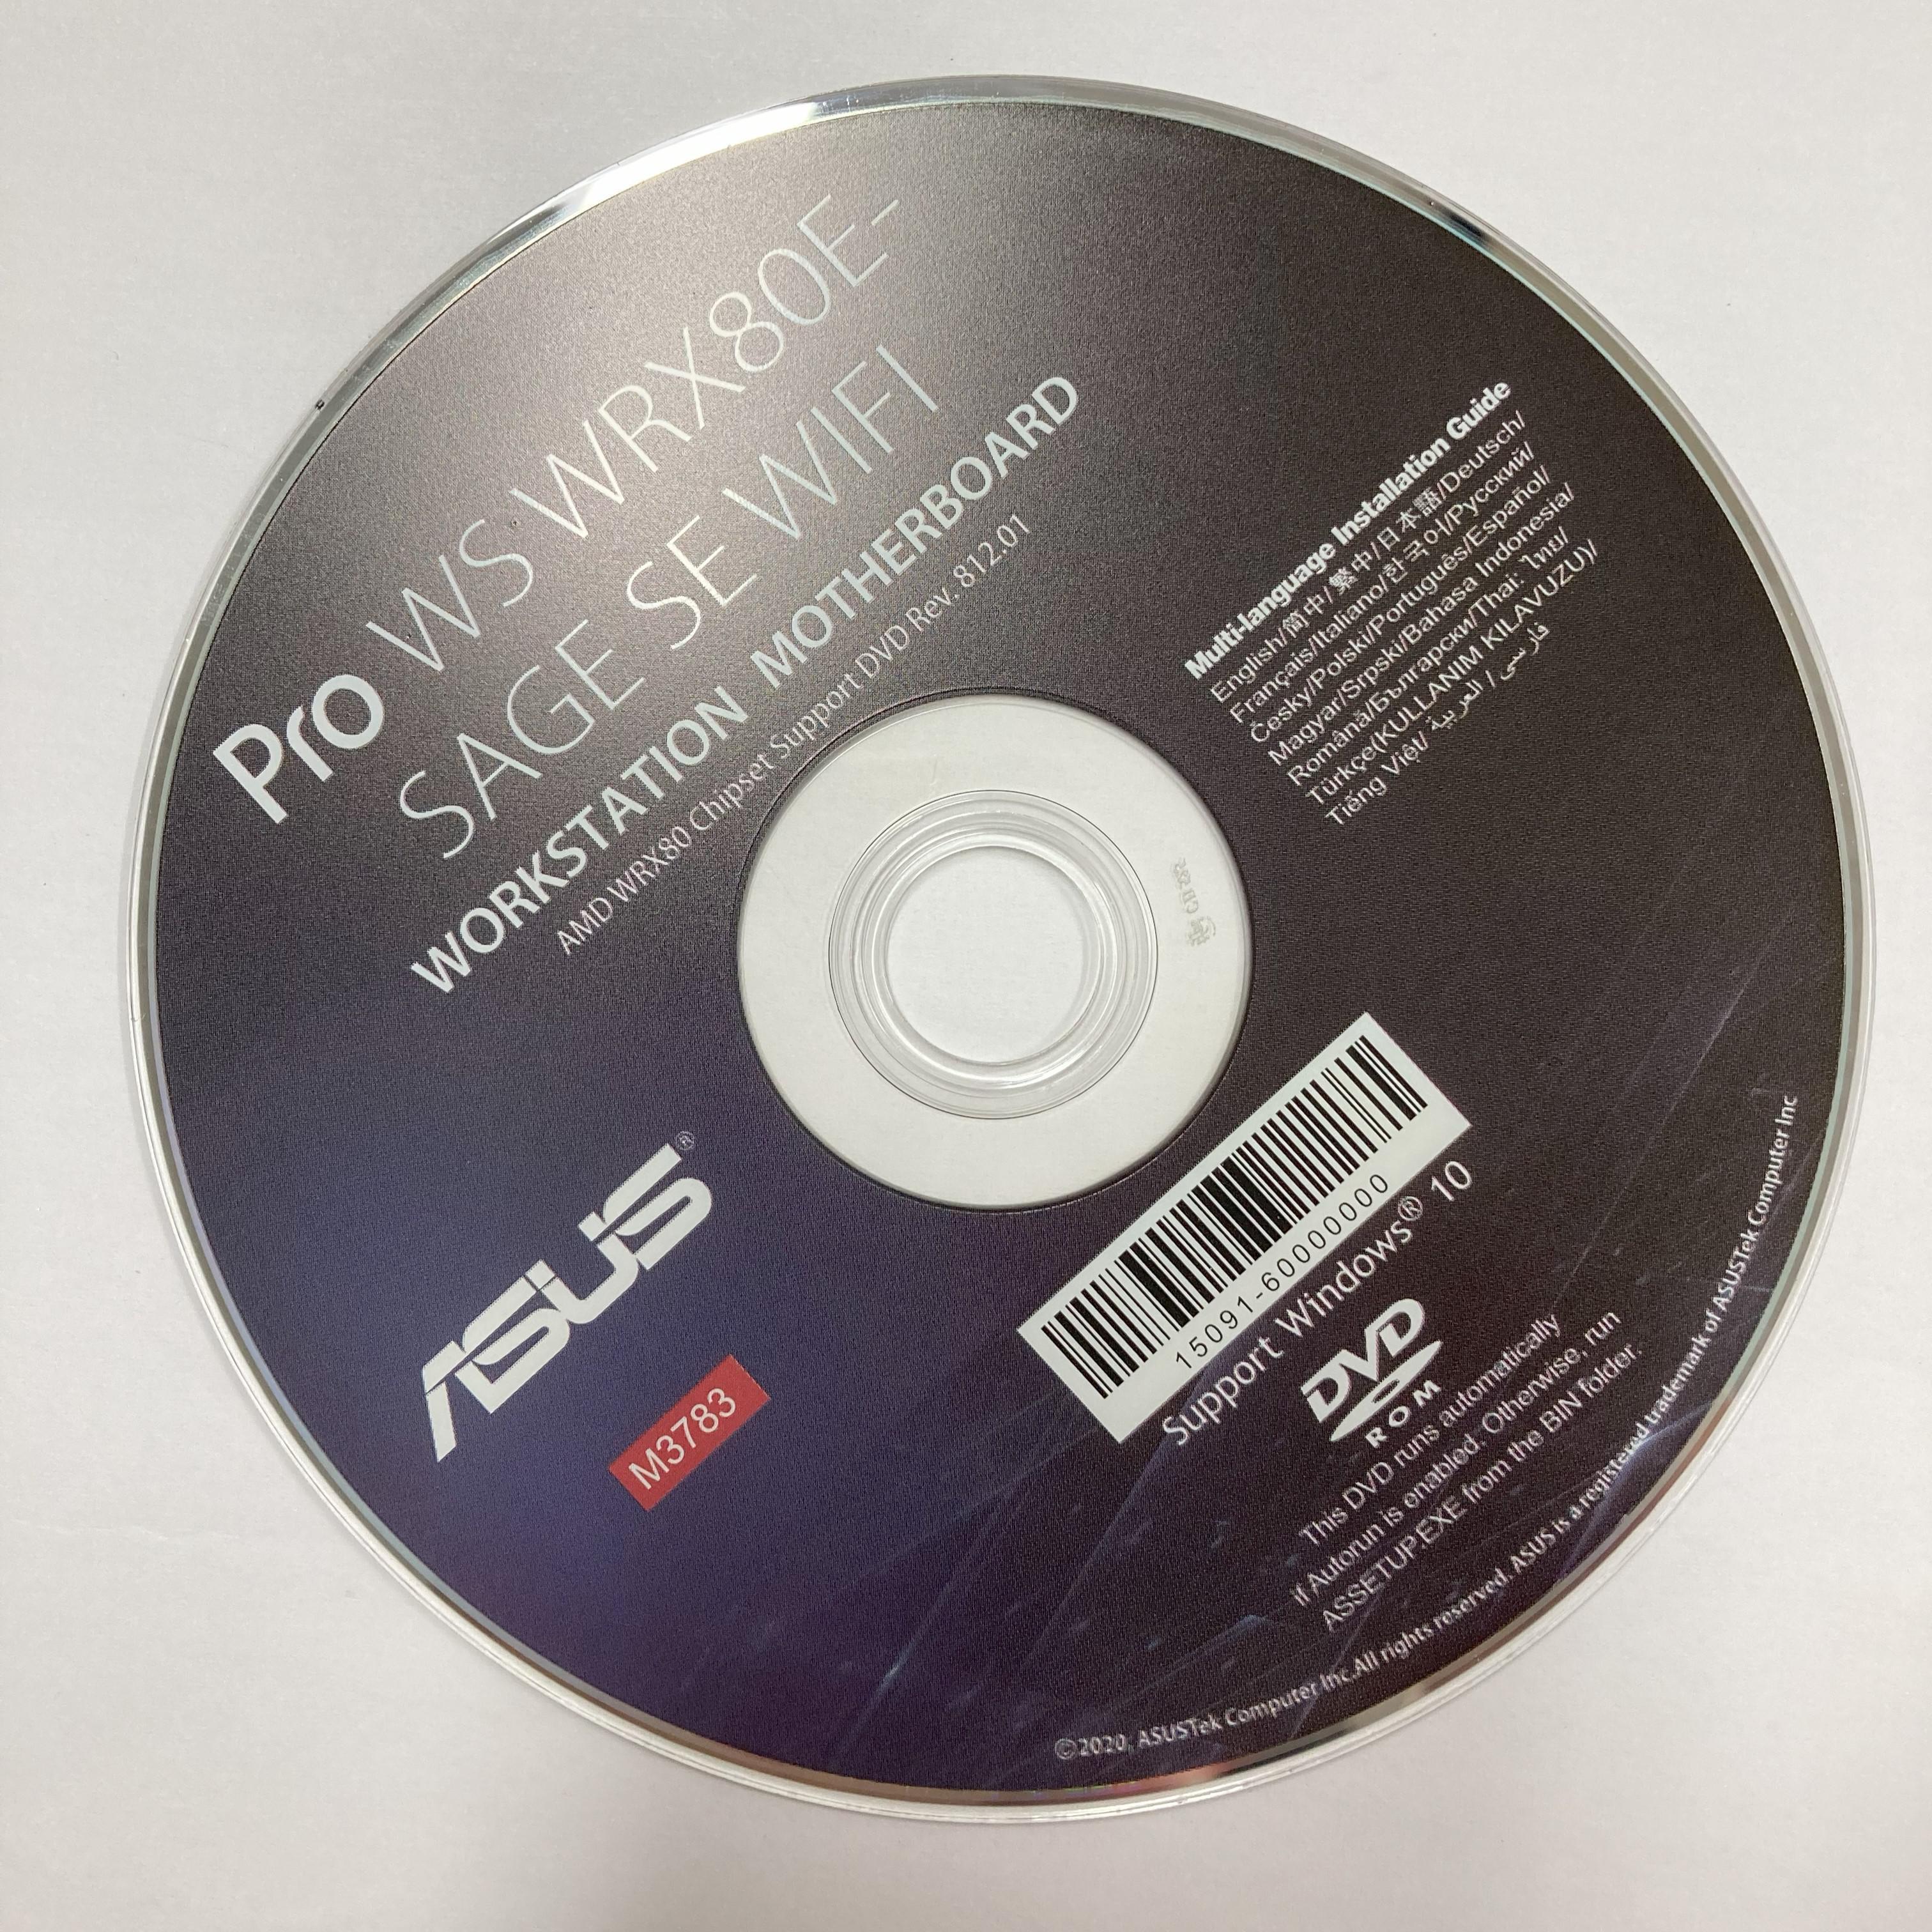 Pro WS WRX80E-
SAGE SE WIFI
WORKSTATION MOTHERBOARD
AMD WRX80 Chipset Support DVD Rev. 812.01
Multi-language Installation Guide
English/简中/繁中/日本語/Deutsch/
Français/Italiano/한국어/Русский/
Česky/Polski/Português/Español/
Magyar/Srpski/Bahasa Indonesia/
Română/Български/Thai: ไทย/
Türkçe(KULLANIM KILAVUZU)/
Tiếng Việt/ العربية / فارسی
ASUS®
M3783
15091-60000000
Support Windows® 10
DVD
ROM
This DVD runs automatically
if Autorun is enabled. Otherwise, run
ASSETUP.EXE from the BIN folder.
©2020, ASUSTek Computer Inc.All rights reserved. ASUS is a registered trademark of ASUSTek Computer Inc